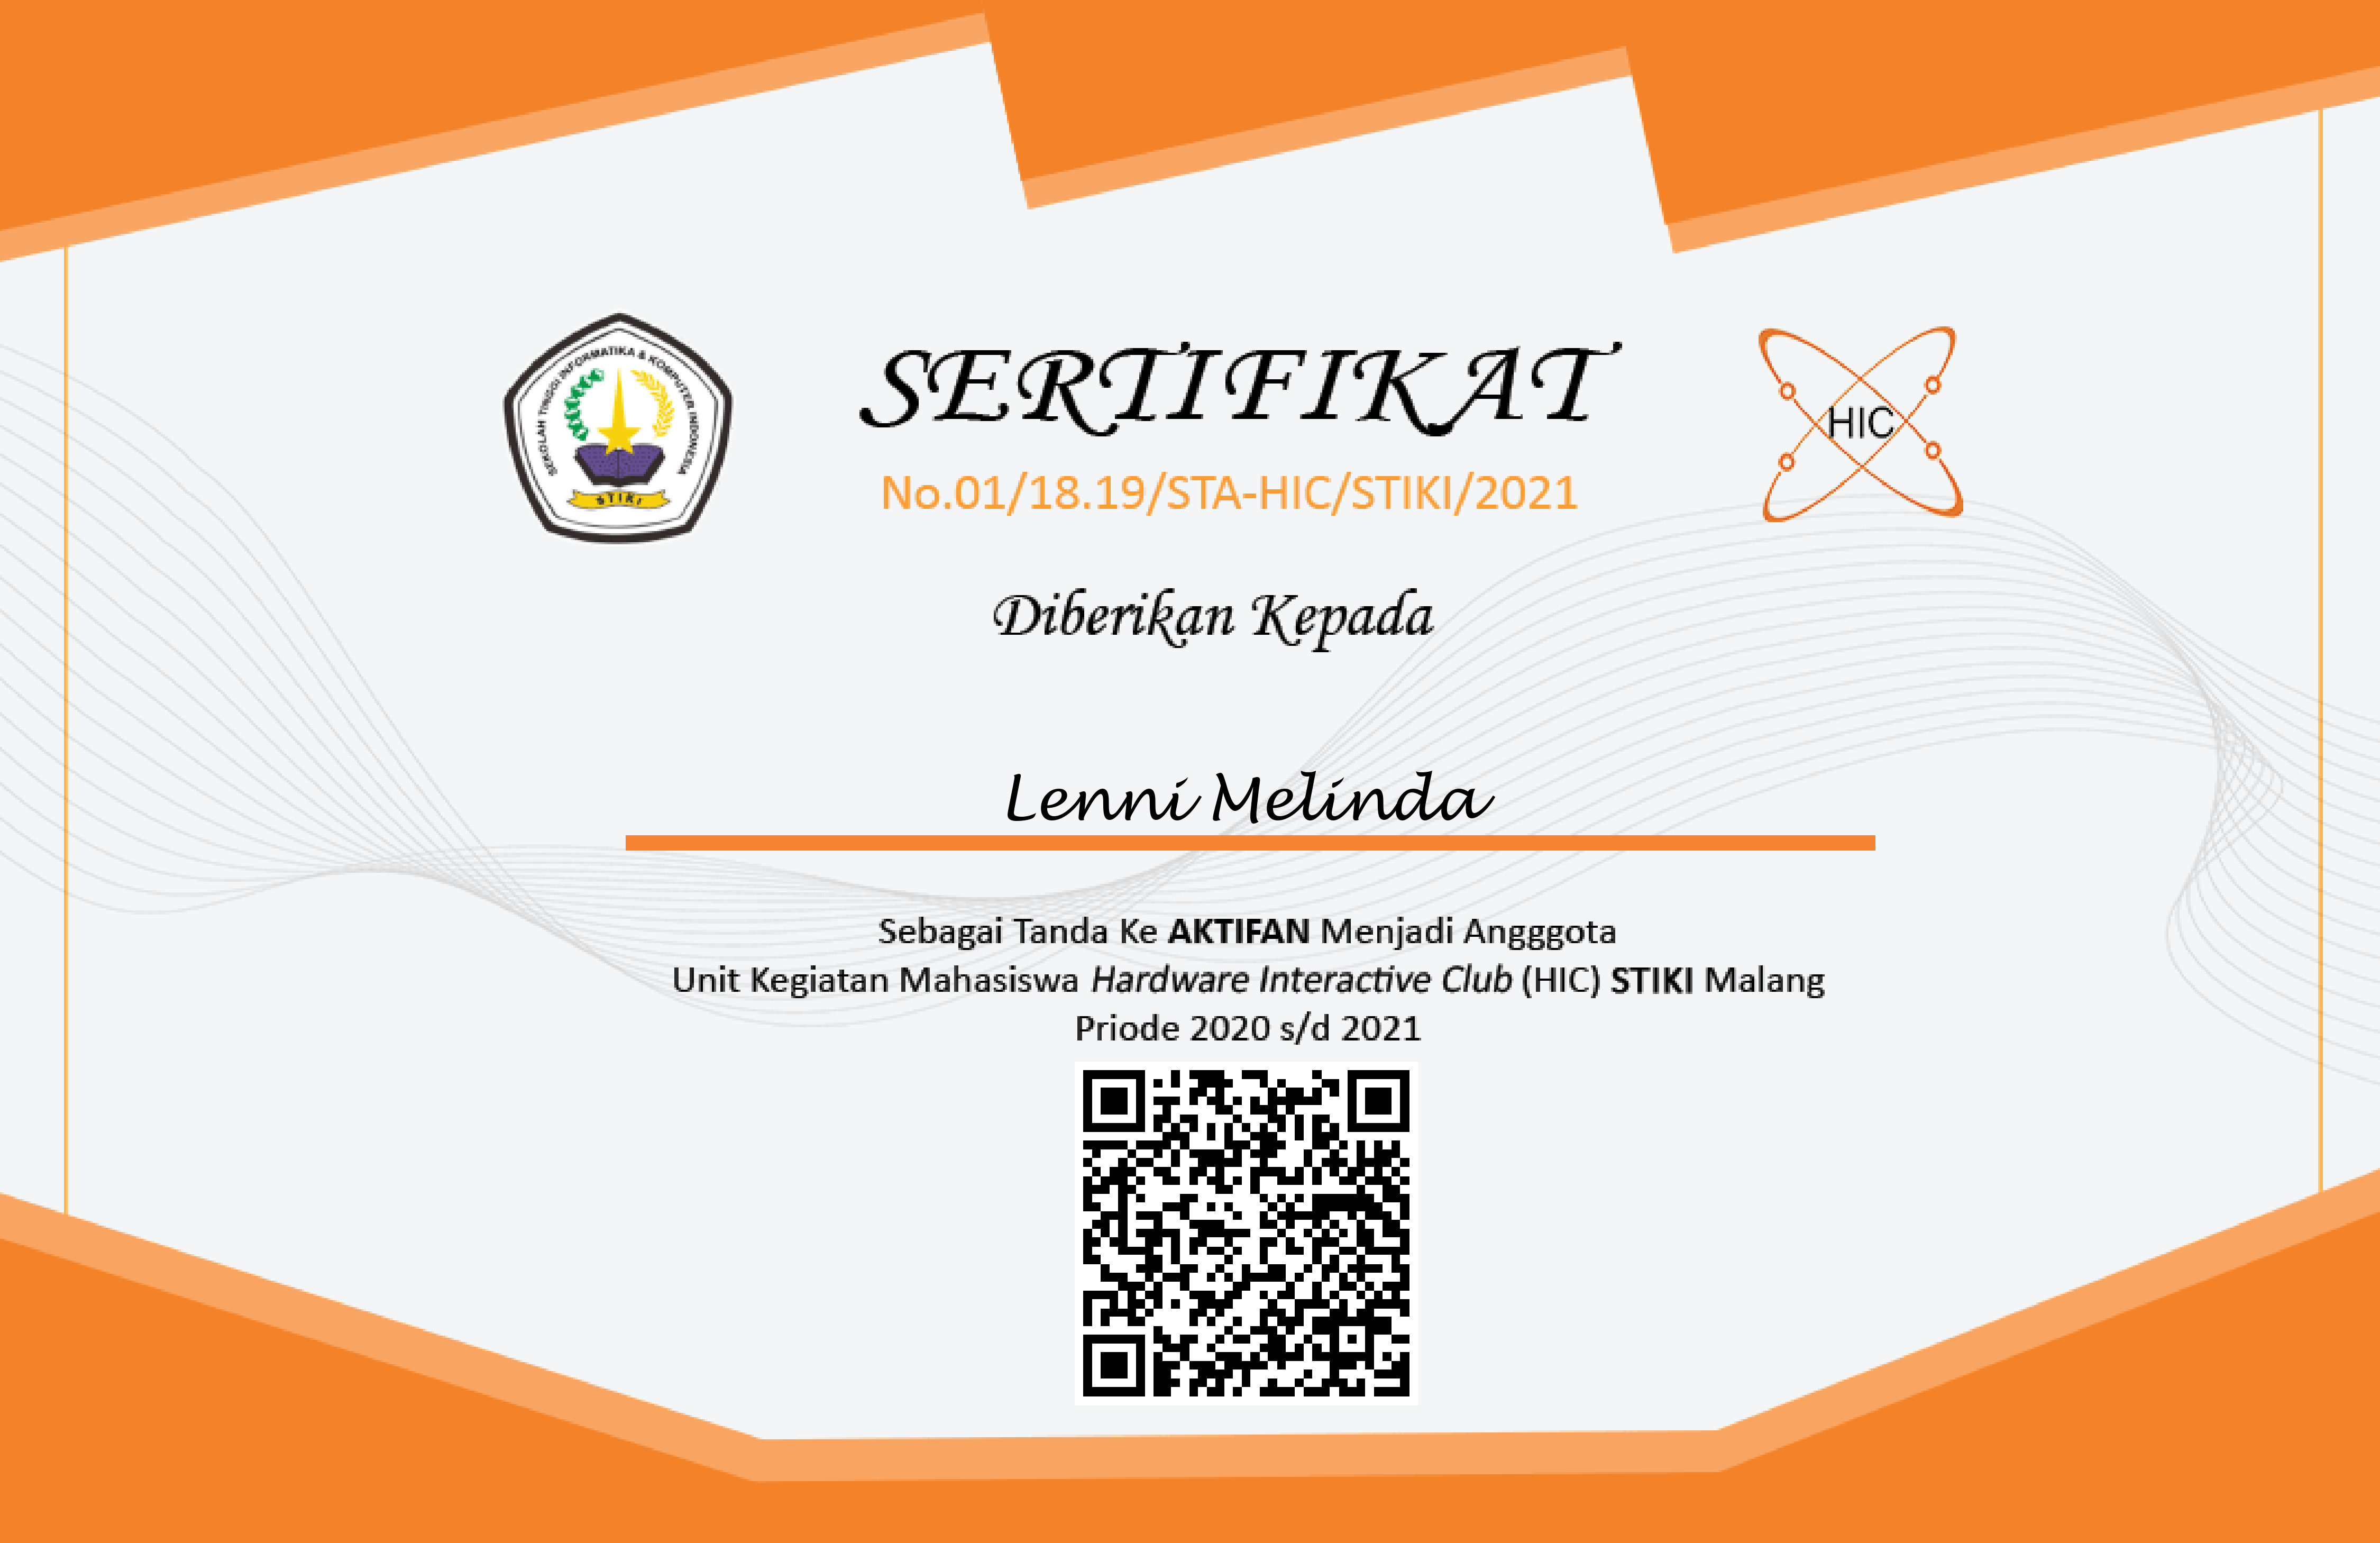 SEKOLAH TINGGI INFORMATIKA & KOMPUTER INDONESIA
STIKI
SERTIFIKAT
HIC
No.01/18.19/STA-HIC/STIKI/2021
Diberikan Kepada
Lenni Melinda
Sebagai Tanda Ke AKTIFAN Menjadi Angggota
Unit Kegiatan Mahasiswa Hardware Interactive Club (HIC) STIKI Malang
Priode 2020 s/d 2021